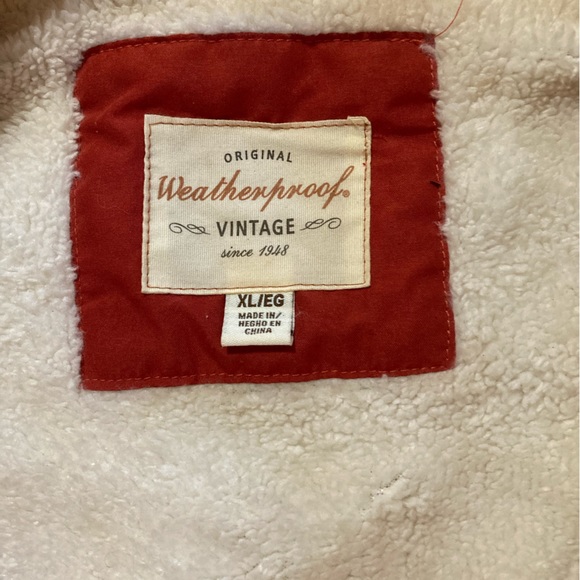 ORIGINAL
Weatherproof®
VINTAGE
since 1948
XL/EG
MADE IN/
HECHO EN
CHINA